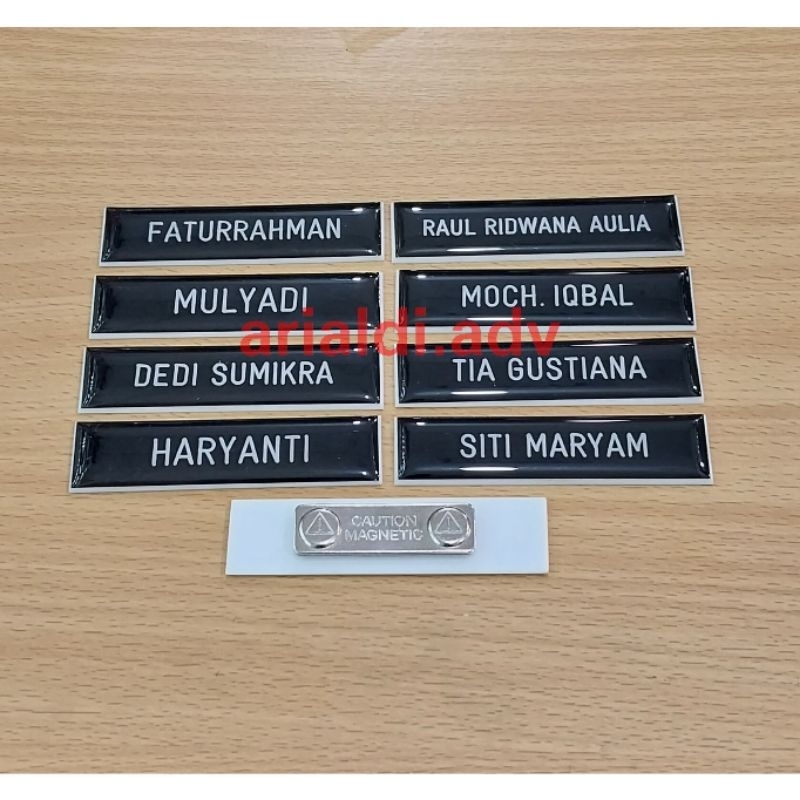 FATURRAHMAN
RAUL RIDWANA AULIA
MULYADI
MOCH. IQBAL
arialdi.adv
DEDI SUMIKRA
TIA GUSTIANA
HARYANTI
SITI MARYAM
CAUTION
MAGNETIC